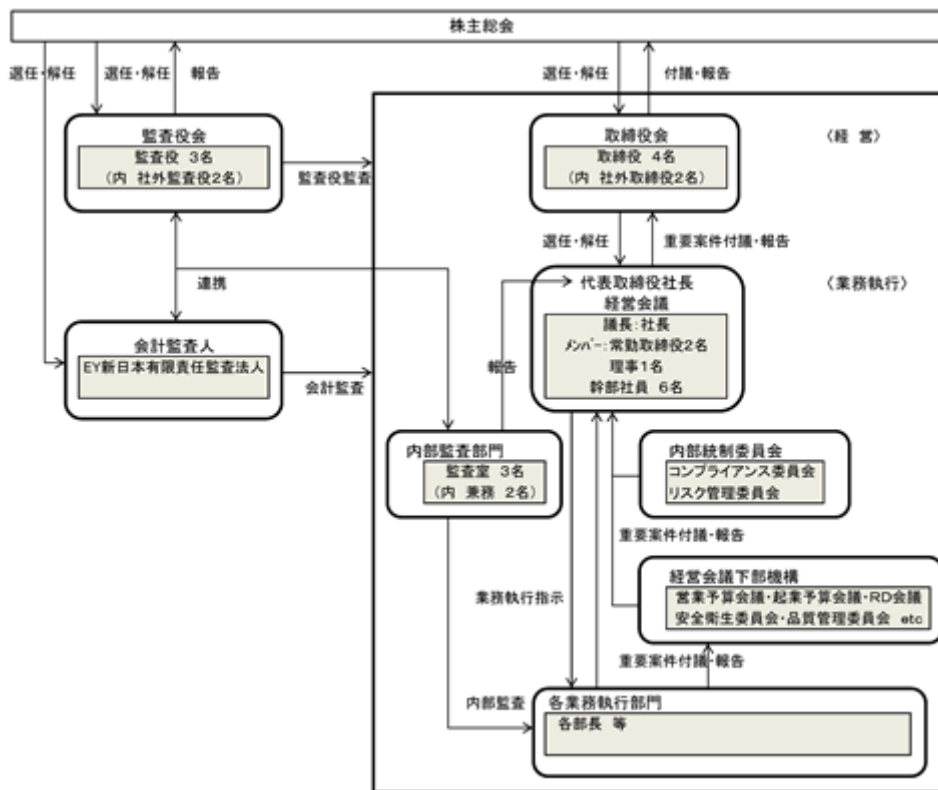 株主総会
選任・解任
選任・解任
報告
選任・解任
付議・報告
監査役会
監査役 3名
(内 社外監査役2名)
監査役監査
取締役会
取締役 4名
(内 社外取締役2名)
〈経 営〉
選任・解任
重要案件付議・報告
連携
代表取締役社長
経営会議
議長:社長
メンバー:常勤取締役2名
理事1名
幹部社員 6名
〈業務執行〉
会計監査人
EY新日本有限責任監査法人
会計監査
報告
内部監査部門
監査室 3名
(内 兼務 2名)
内部統制委員会
コンプライアンス委員会
リスク管理委員会
重要案件付議・報告
経営会議下部機構
営業予算会議・起業予算会議・RD会議
安全衛生委員会・品質管理委員会 etc
業務執行指示
重要案件付議・報告
内部監査
各業務執行部門
各部長 等